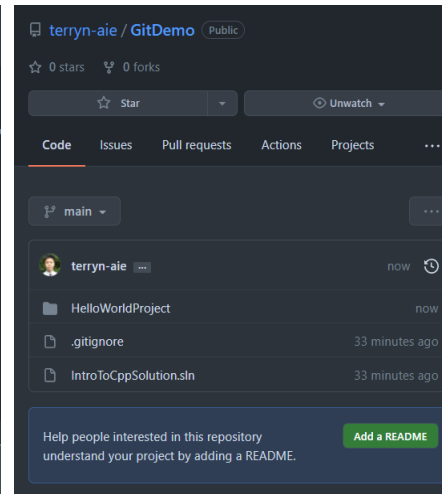 terryn-aie / GitDemo Public
0 stars 0 forks
Star Unwatch
Code Issues Pull requests Actions Projects ...
main ...
terryn-aie ... now
HelloWorldProject now
.gitignore 33 minutes ago
IntroToCppSolution.sln 33 minutes ago
Help people interested in this repository Add a README
understand your project by adding a README.